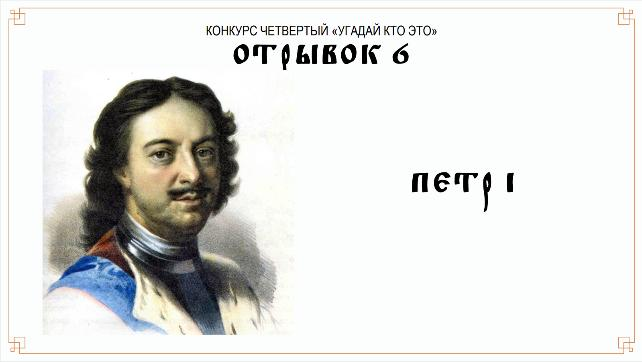 КОНКУРС ЧЕТВЕРТЫЙ «УГАДАЙ КТО ЭТО»
ОТРЫВОК 6
ПЕТР I